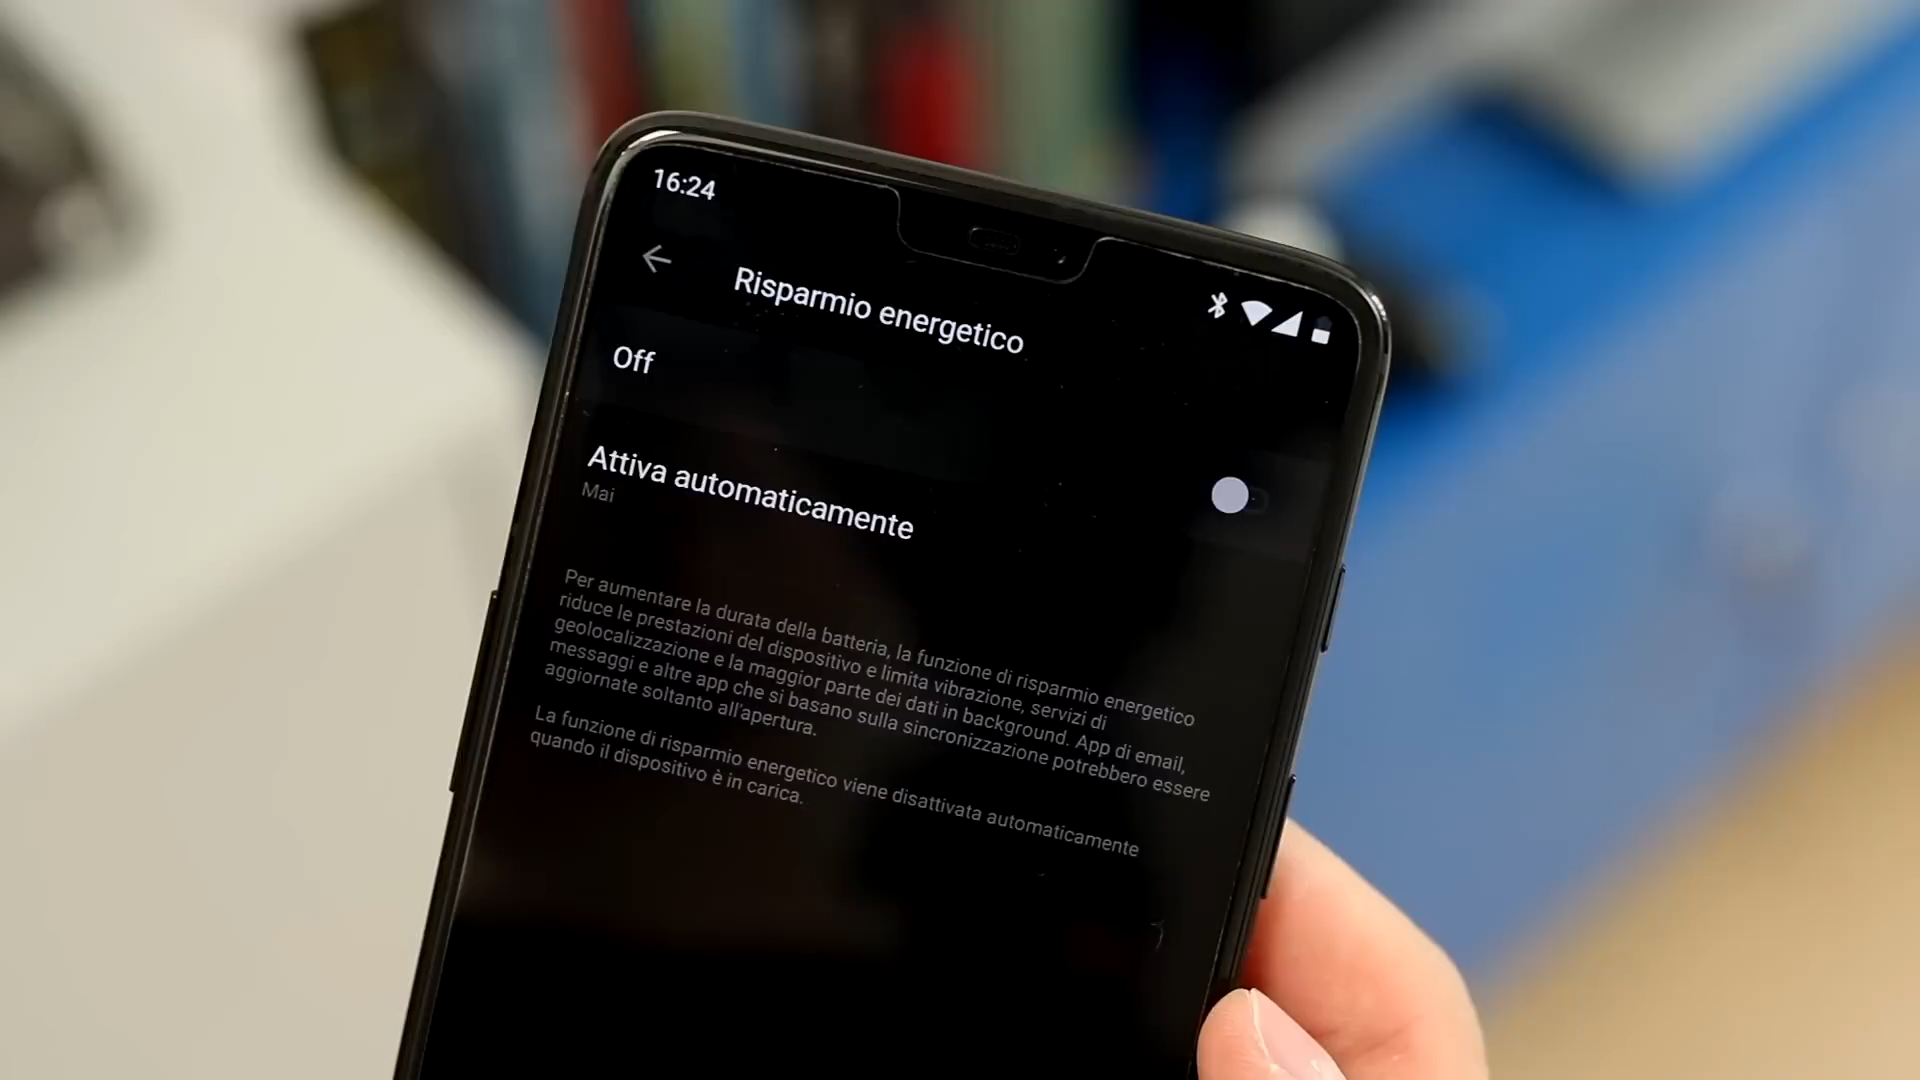 16:24
Risparmio energetico
Off
Attiva automaticamente
Mai
Per aumentare la durata della batteria, la funzione di risparmio energetico
riduce le prestazioni del dispositivo e limita vibrazione, servizi di
geolocalizzazione e la maggior parte dei dati in background. App di email,
messaggi e altre app che si basano sulla sincronizzazione potrebbero essere
aggiornate soltanto all'apertura.
La funzione di risparmio energetico viene disattivata automaticamente
quando il dispositivo è in carica.